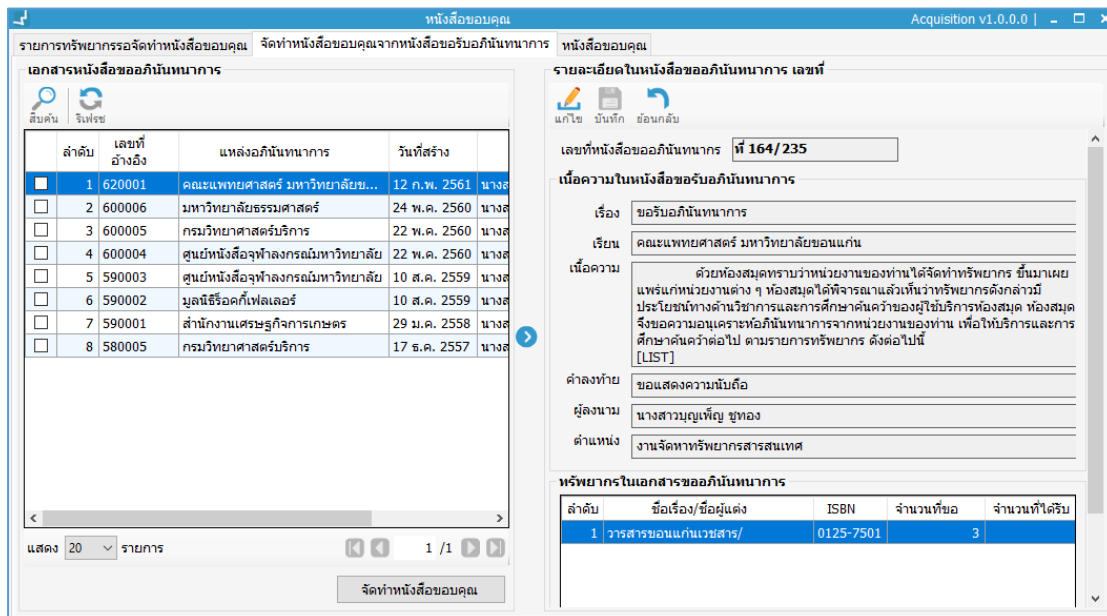 หนังสือขอบคุณ
Acquisition v1.0.0.0 |
รายการทรัพยากรรอจัดทำหนังสือขอบคุณ จัดทำหนังสือขอบคุณจากหนังสือขอรับอภินันทนาการ หนังสือขอบคุณ
เอกสารหนังสือขออภินันทนาการ
สืบค้น รีเฟรช
ลำดับ เลขที่อ้างอิง แหล่งอภินันทนาการ วันที่สร้าง
1 620001 คณะแพทยศาสตร์ มหาวิทยาลัยข... 12 ก.พ. 2561 นางส
2 600006 มหาวิทยาลัยธรรมศาสตร์ 24 พ.ค. 2560 นางส
3 600005 กรมวิทยาศาสตร์บริการ 22 พ.ค. 2560 นางส
4 600004 ศูนย์หนังสือจุฬาลงกรณ์มหาวิทยาลัย 22 พ.ค. 2560 นางส
5 590003 ศูนย์หนังสือจุฬาลงกรณ์มหาวิทยาลัย 10 ส.ค. 2559 นางส
6 590002 มูลนิธิร็อคกี้เฟลเลอร์ 10 ส.ค. 2559 นางส
7 590001 สำนักงานเศรษฐกิจการเกษตร 29 ม.ค. 2558 นางส
8 580005 กรมวิทยาศาสตร์บริการ 17 ธ.ค. 2557 นางส
แสดง 20 รายการ 1 /1
จัดทำหนังสือขอบคุณ
รายละเอียดในหนังสือขออภินันทนาการ เลขที่
แก้ไข บันทึก ย้อนกลับ
เลขที่หนังสือขออภินันทนากร ที่ 164/235
เนื้อความในหนังสือขอรับอภินันทนาการ
เรื่อง ขอรับอภินันทนาการ
เรียน คณะแพทยศาสตร์ มหาวิทยาลัยขอนแก่น
เนื้อความ ด้วยห้องสมุดทราบว่าหน่วยงานของท่านได้จัดทำทรัพยากร ขึ้นมาเผย
แพร่แก่หน่วยงานต่าง ๆ ห้องสมุดได้พิจารณาแล้วเห็นว่าทรัพยากรดังกล่าวมี
ประโยชน์ทางด้านวิชาการและการศึกษาค้นคว้าของผู้ใช้บริการห้องสมุด ห้องสมุด
จึงขอความอนุเคราะห์อภินันทนาการจากหน่วยงานของท่าน เพื่อให้บริการและการ
ศึกษาค้นคว้าต่อไป ตามรายการทรัพยากร ดังต่อไปนี้
[LIST]
คำลงท้าย ขอแสดงความนับถือ
ผู้ลงนาม นางสาวบุญเพ็ญ ชูทอง
ตำแหน่ง งานจัดหาทรัพยากรสารสนเทศ
ทรัพยากรในเอกสารขออภินันทนาการ
ลำดับ ชื่อเรื่อง/ชื่อผู้แต่ง ISBN จำนวนที่ขอ จำนวนที่ได้รับ
1 วารสารขอนแก่นเวชสาร/ 0125-7501 3